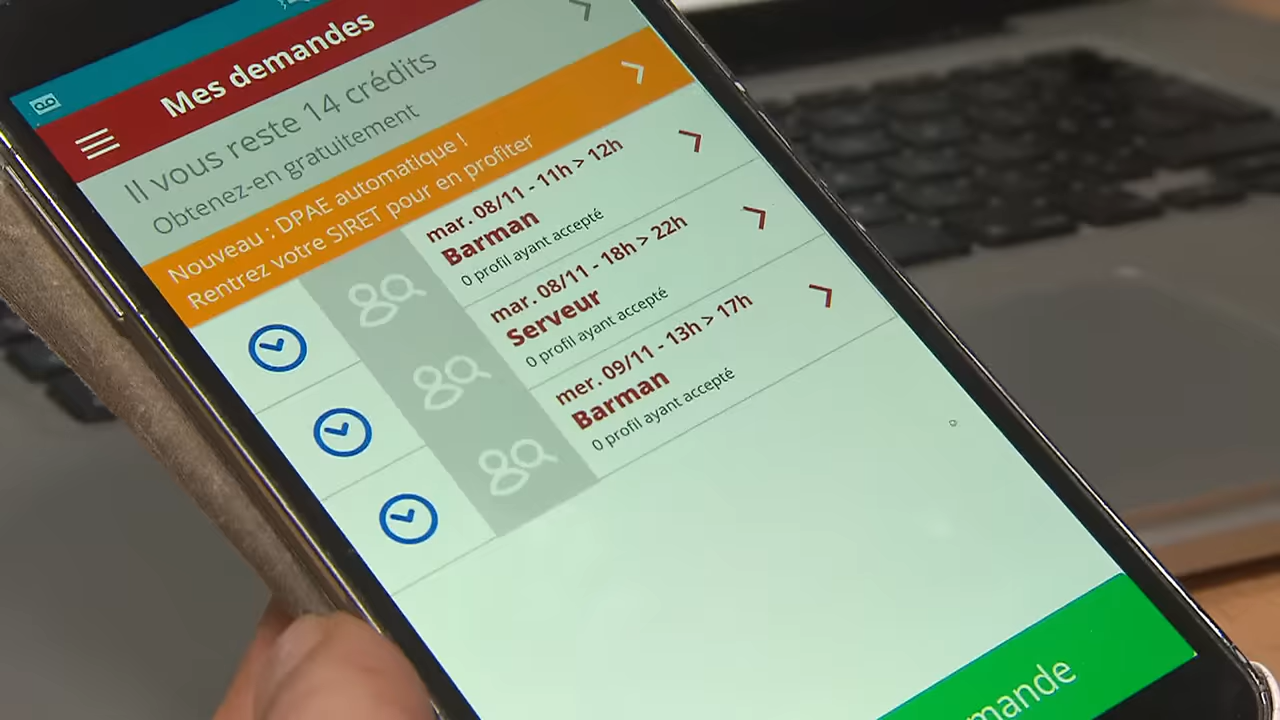 Mes demandes
Il vous reste 14 crédits
Obtenez-en gratuitement
Nouveau : DPAE automatique !
Rentrez votre SIRET pour en profiter
mar. 08/11 - 11h > 12h
Barman
0 profil ayant accepté
mar. 08/11 - 18h > 22h
Serveur
0 profil ayant accepté
mer. 09/11 - 13h > 17h
Barman
0 profil ayant accepté
mande